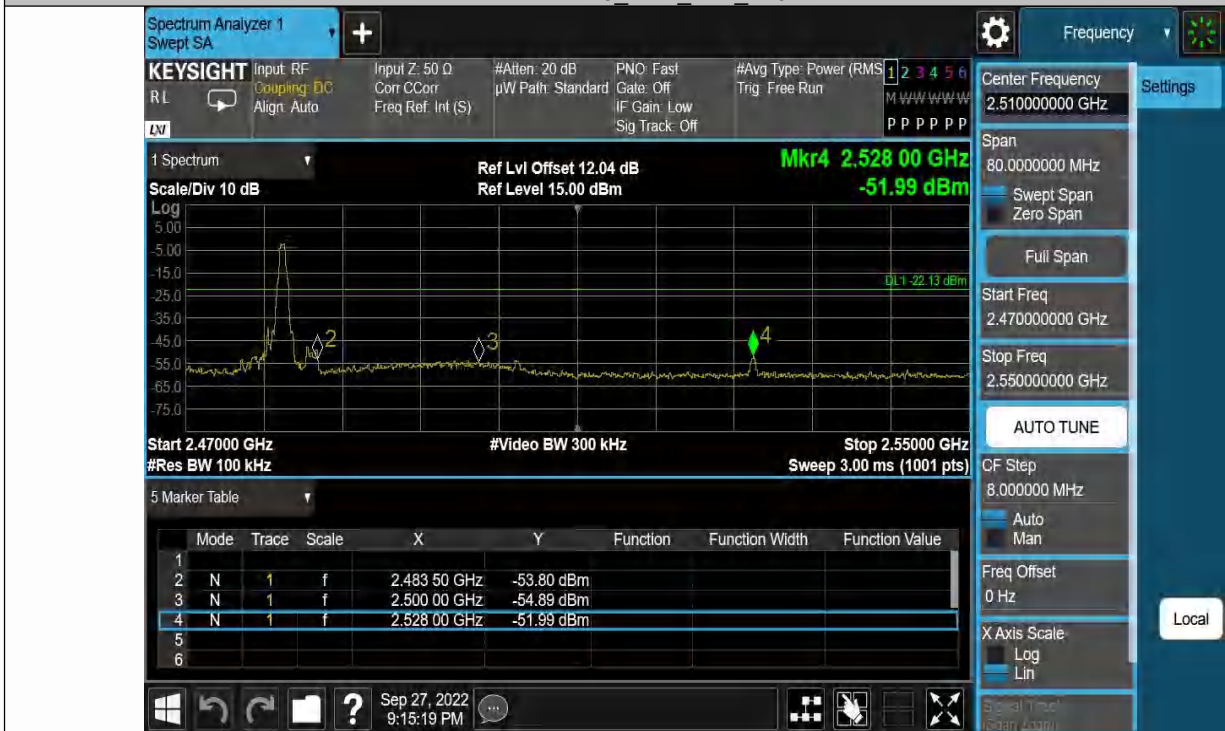 Spectrum Analyzer 1
Swept SA
Frequency
KEYSIGHT
RL
LXI
Input: RF
Coupling: DC
Align: Auto
Input Z: 50 Ω
Corr CCorr
Freq Ref: Int (S)
#Atten: 20 dB
µW Path: Standard
PNO: Fast
Gate: Off
IF Gain: Low
Sig Track: Off
#Avg Type: Power (RMS
Trig: Free Run
1 2 3 4 5 6
M W W W W W
P P P P P P
Center Frequency
2.510000000 GHz
Settings
1 Spectrum
Scale/Div 10 dB
Ref Lvl Offset 12.04 dB
Ref Level 15.00 dBm
Mkr4 2.528 00 GHz
-51.99 dBm
Log
5.00
-5.00
-15.0
-25.0
-35.0
-45.0
-55.0
-65.0
-75.0
DL1 -22.13 dBm
2
3
4
Start 2.47000 GHz
#Res BW 100 kHz
#Video BW 300 kHz
Stop 2.55000 GHz
Sweep 3.00 ms (1001 pts)
Span
80.0000000 MHz
Swept Span
Zero Span
Full Span
Start Freq
2.470000000 GHz
Stop Freq
2.550000000 GHz
AUTO TUNE
CF Step
8.000000 MHz
Auto
Man
Freq Offset
0 Hz
X Axis Scale
Log
Lin
Signal Track
(Span Zoom)
Local
5 Marker Table
Mode Trace Scale X Y Function Function Width Function Value
1
2 N 1 f 2.483 50 GHz -53.80 dBm
3 N 1 f 2.500 00 GHz -54.89 dBm
4 N 1 f 2.528 00 GHz -51.99 dBm
5
6
Sep 27, 2022
9:15:19 PM